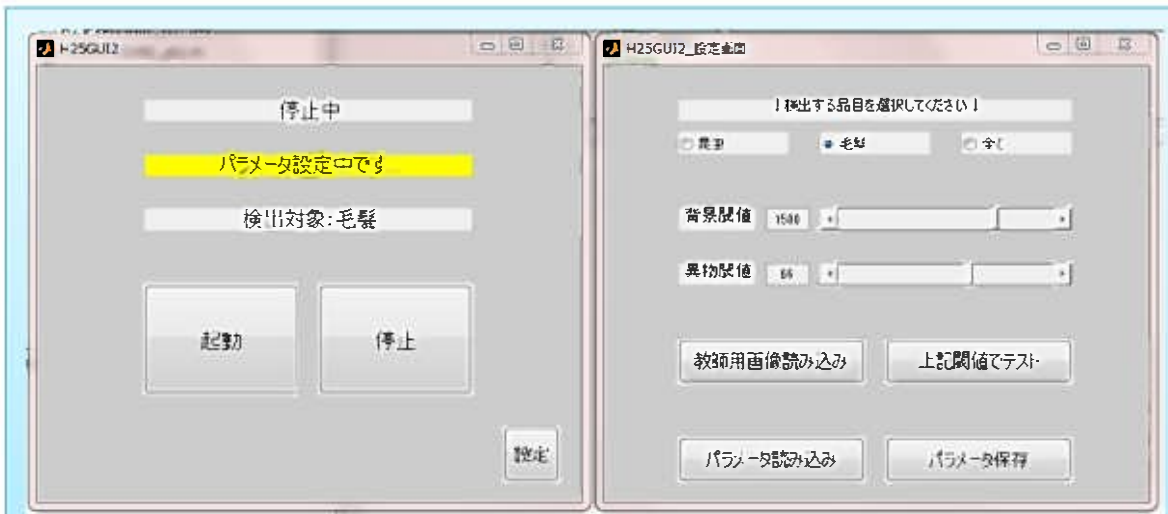 H25GUI2
停止中
パラメータ設定中です
検出対象:毛髪
起動
停止
設定
H25GUI2_設定画面
!検出する品目を選択してください!
昆虫
毛髪
全て
背景閾値 1500
異物閾値
教師用画像読み込み
上記閾値でテスト
パラメータ読み込み
パラメータ保存